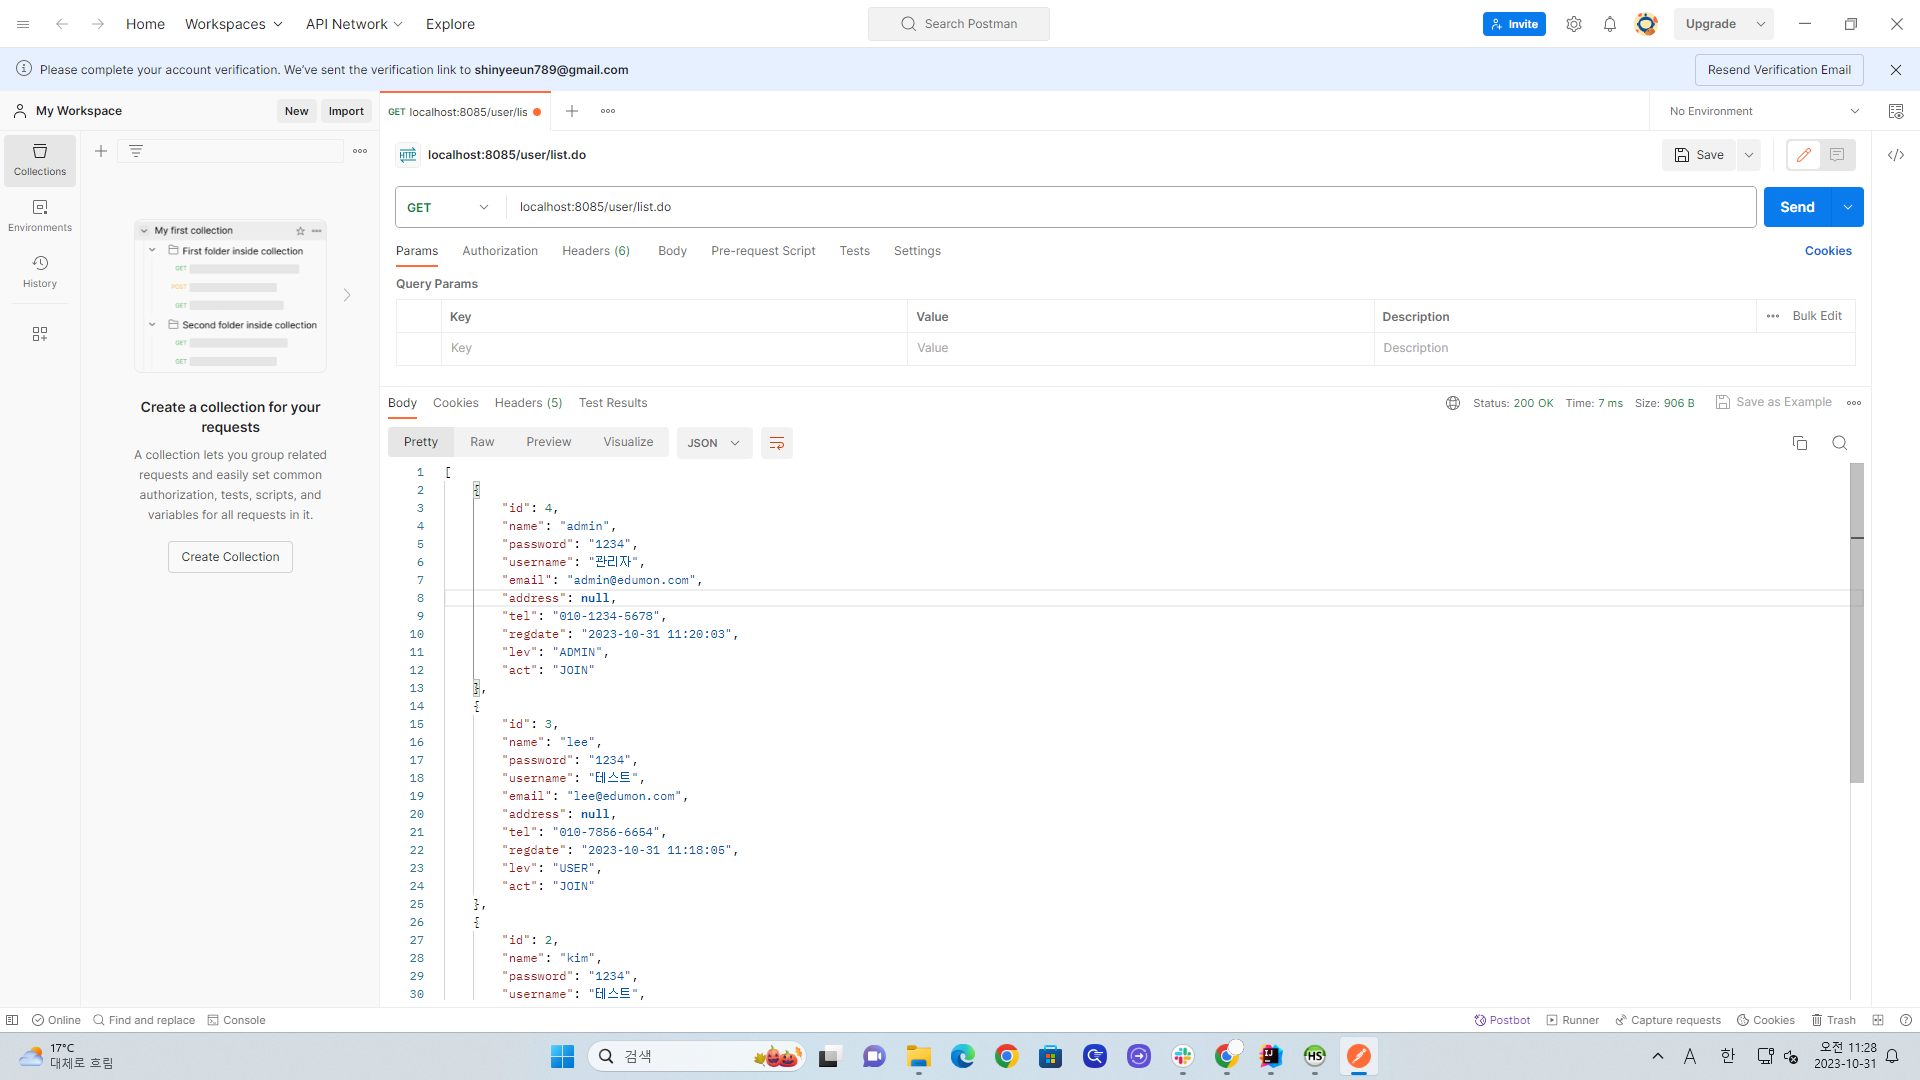 Home Workspaces API Network Explore Search Postman Invite Upgrade
Please complete your account verification. We've sent the verification link to shinyeeun789@gmail.com Resend Verification Email
My Workspace New Import
GET localhost:8085/user/lis No Environment
Collections
Environments
History
My first collection
First folder inside collection
GET
POST
GET
Second folder inside collection
GET
GET
Create a collection for your
requests
A collection lets you group related
requests and easily set common
authorization, tests, scripts, and
variables for all requests in it.
Create Collection
HTTP localhost:8085/user/list.do Save
GET localhost:8085/user/list.do Send
Params Authorization Headers (6) Body Pre-request Script Tests Settings Cookies
Query Params
Key Value Description Bulk Edit
Key Value Description
Body Cookies Headers (5) Test Results Status: 200 OK Time: 7 ms Size: 906 B Save as Example
Pretty Raw Preview Visualize JSON
1 [
2 {
3 "id": 4,
4 "name": "admin",
5 "password": "1234",
6 "username": "관리자",
7 "email": "admin@edumon.com",
8 "address": null,
9 "tel": "010-1234-5678",
10 "regdate": "2023-10-31 11:20:03",
11 "lev": "ADMIN",
12 "act": "JOIN"
13 },
14 {
15 "id": 3,
16 "name": "lee",
17 "password": "1234",
18 "username": "테스트",
19 "email": "lee@edumon.com",
20 "address": null,
21 "tel": "010-7856-6654",
22 "regdate": "2023-10-31 11:18:05",
23 "lev": "USER",
24 "act": "JOIN"
25 },
26 {
27 "id": 2,
28 "name": "kim",
29 "password": "1234",
30 "username": "테스트",
Online Find and replace Console Postbot Runner Capture requests Cookies Trash
17°C
대체로 흐림
검색
A 한
오전 11:28
2023-10-31